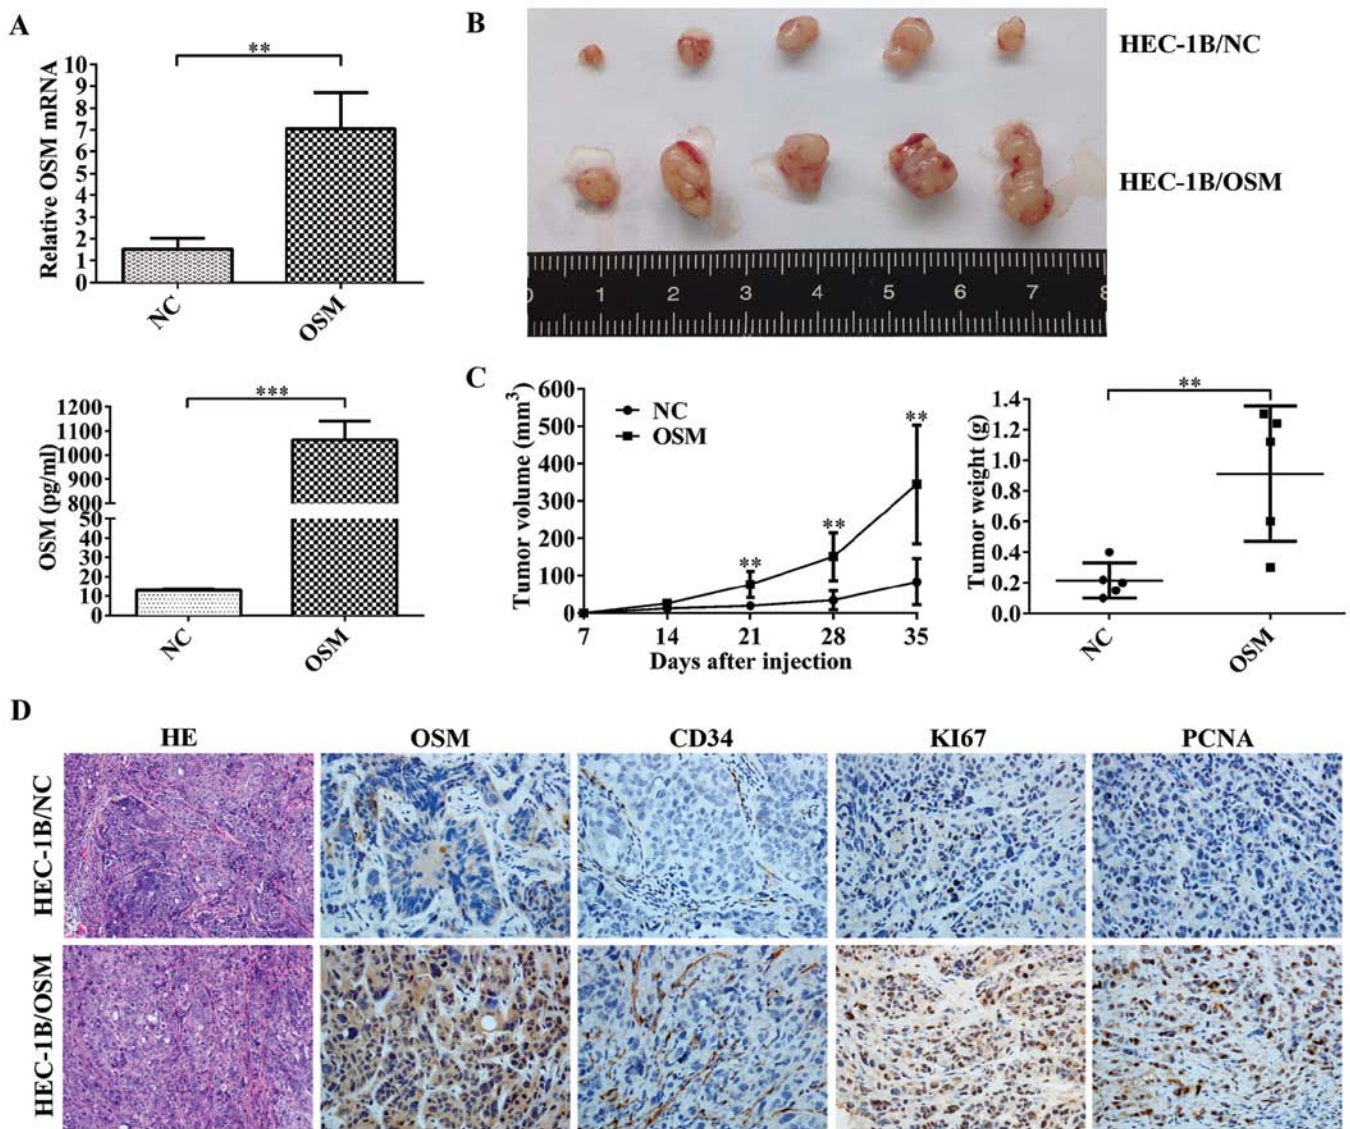 A
**
Relative OSM mRNA
10
9
8
7
6
5
4
3
2
1
0
NC
OSM
***
OSM (pg/ml)
1200
1100
1000
900
800
50
40
30
20
10
0
NC
OSM
B
HEC-1B/NC
HEC-1B/OSM
0 1 2 3 4 5 6 7 8
C
Tumor volume (mm³)
600
500
400
300
200
100
0
NC
OSM
**
**
**
7 14 21 28 35
Days after injection
**
Tumor weight (g)
1.4
1.2
1.0
0.8
0.6
0.4
0.2
0.0
NC
OSM
D
HE OSM CD34 KI67 PCNA
HEC-1B/NC
HEC-1B/OSM